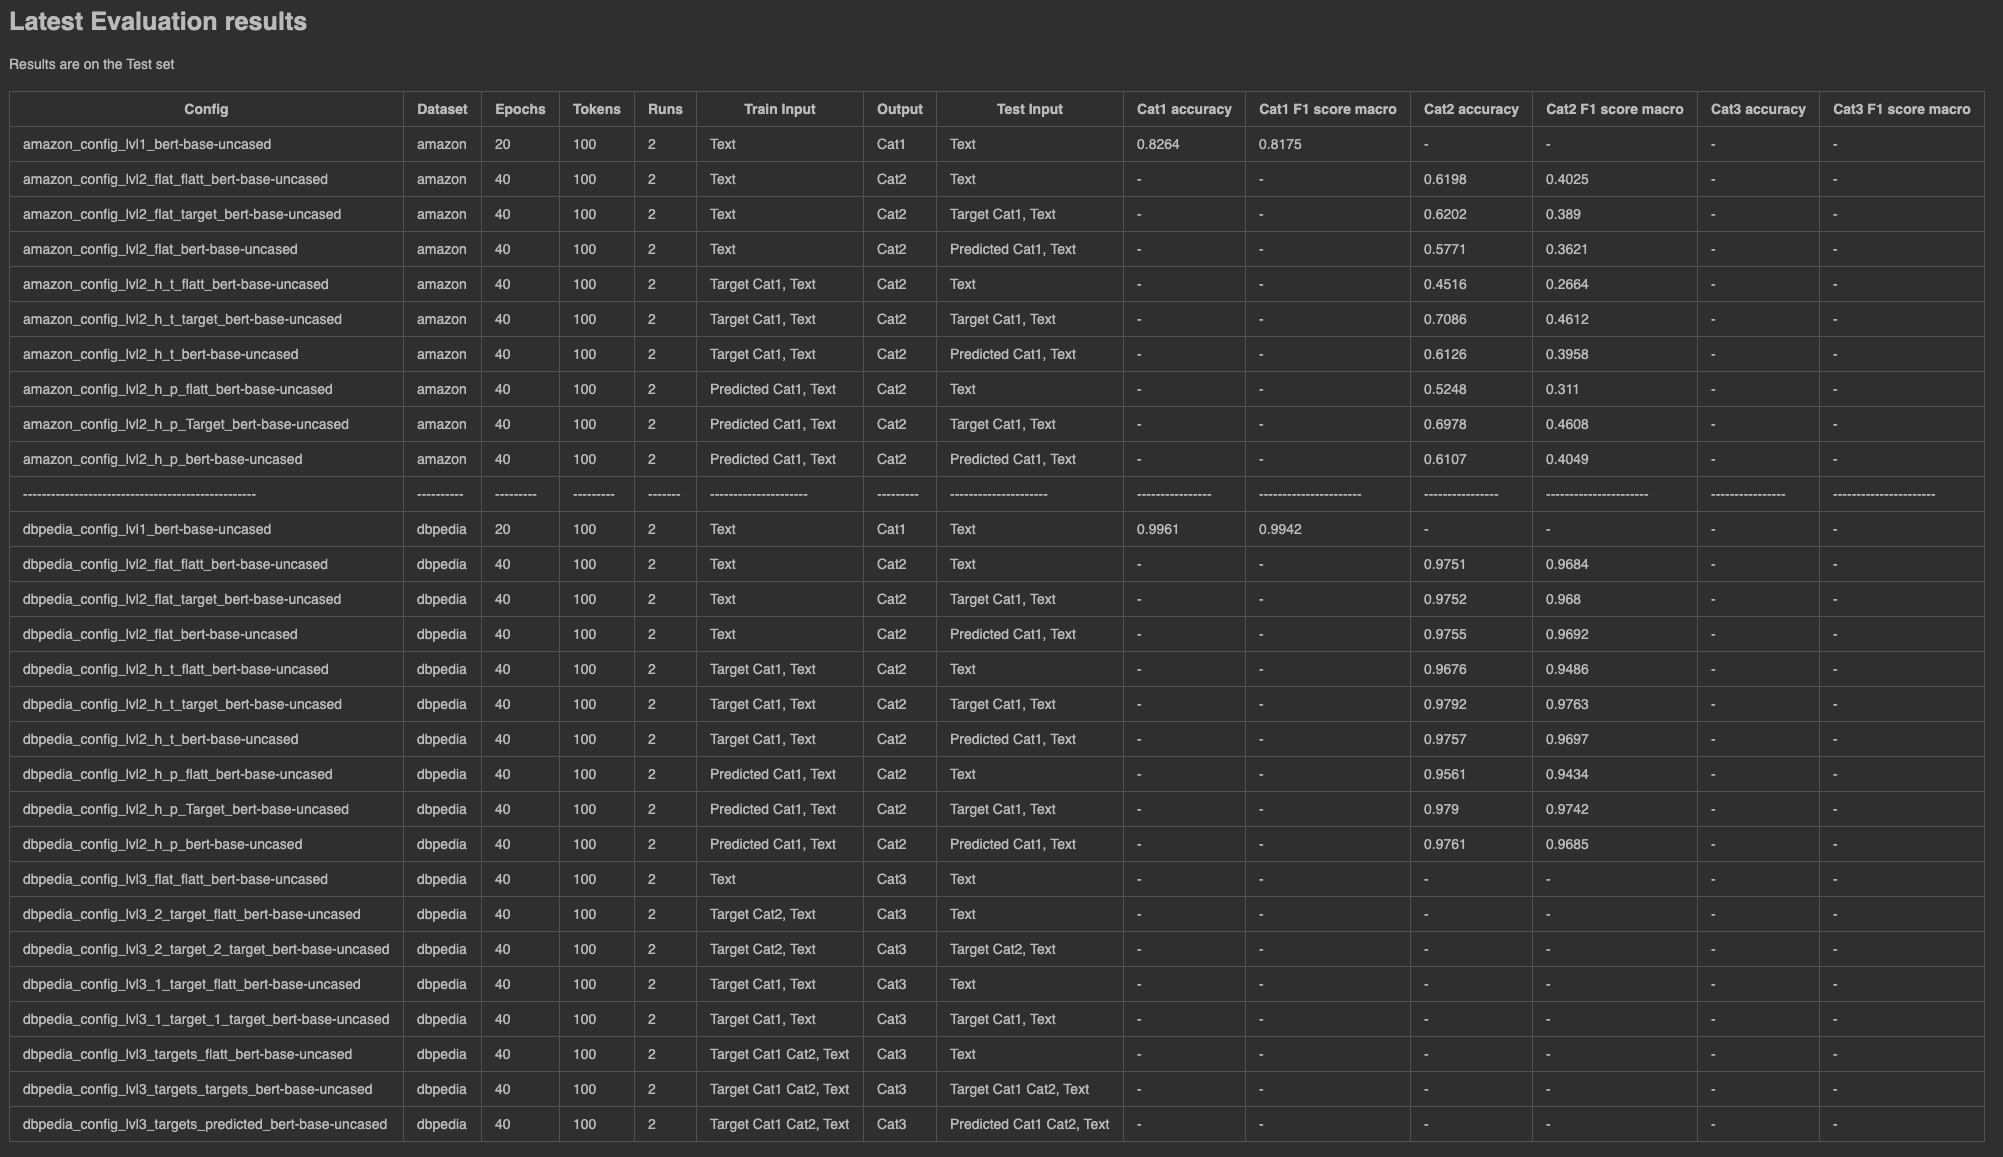 Latest Evaluation results
Results are on the Test set
Config Dataset Epochs Tokens Runs Train Input Output Test Input Cat1 accuracy Cat1 F1 score macro Cat2 accuracy Cat2 F1 score macro Cat3 accuracy Cat3 F1 score macro
amazon_config_lvl1_bert-base-uncased amazon 20 100 2 Text Cat1 Text 0.8264 0.8175 - - - -
amazon_config_lvl2_flat_flatt_bert-base-uncased amazon 40 100 2 Text Cat2 Text - - 0.6198 0.4025 - -
amazon_config_lvl2_flat_target_bert-base-uncased amazon 40 100 2 Text Cat2 Target Cat1, Text - - 0.6202 0.389 - -
amazon_config_lvl2_flat_bert-base-uncased amazon 40 100 2 Text Cat2 Predicted Cat1, Text - - 0.5771 0.3621 - -
amazon_config_lvl2_h_t_flatt_bert-base-uncased amazon 40 100 2 Target Cat1, Text Cat2 Text - - 0.4516 0.2664 - -
amazon_config_lvl2_h_t_target_bert-base-uncased amazon 40 100 2 Target Cat1, Text Cat2 Target Cat1, Text - - 0.7086 0.4612 - -
amazon_config_lvl2_h_t_bert-base-uncased amazon 40 100 2 Target Cat1, Text Cat2 Predicted Cat1, Text - - 0.6126 0.3958 - -
amazon_config_lvl2_h_p_flatt_bert-base-uncased amazon 40 100 2 Predicted Cat1, Text Cat2 Text - - 0.5248 0.311 - -
amazon_config_lvl2_h_p_Target_bert-base-uncased amazon 40 100 2 Predicted Cat1, Text Cat2 Target Cat1, Text - - 0.6978 0.4608 - -
amazon_config_lvl2_h_p_bert-base-uncased amazon 40 100 2 Predicted Cat1, Text Cat2 Predicted Cat1, Text - - 0.6107 0.4049 - -
-------------------------------------------------- ---------- --------- --------- ------- --------------------- --------- --------------------- ---------------- ---------------------- ---------------- ---------------------- ---------------- ----------------------
dbpedia_config_lvl1_bert-base-uncased dbpedia 20 100 2 Text Cat1 Text 0.9961 0.9942 - - - -
dbpedia_config_lvl2_flat_flatt_bert-base-uncased dbpedia 40 100 2 Text Cat2 Text - - 0.9751 0.9684 - -
dbpedia_config_lvl2_flat_target_bert-base-uncased dbpedia 40 100 2 Text Cat2 Target Cat1, Text - - 0.9752 0.968 - -
dbpedia_config_lvl2_flat_bert-base-uncased dbpedia 40 100 2 Text Cat2 Predicted Cat1, Text - - 0.9755 0.9692 - -
dbpedia_config_lvl2_h_t_flatt_bert-base-uncased dbpedia 40 100 2 Target Cat1, Text Cat2 Text - - 0.9676 0.9486 - -
dbpedia_config_lvl2_h_t_target_bert-base-uncased dbpedia 40 100 2 Target Cat1, Text Cat2 Target Cat1, Text - - 0.9792 0.9763 - -
dbpedia_config_lvl2_h_t_bert-base-uncased dbpedia 40 100 2 Target Cat1, Text Cat2 Predicted Cat1, Text - - 0.9757 0.9697 - -
dbpedia_config_lvl2_h_p_flatt_bert-base-uncased dbpedia 40 100 2 Predicted Cat1, Text Cat2 Text - - 0.9561 0.9434 - -
dbpedia_config_lvl2_h_p_Target_bert-base-uncased dbpedia 40 100 2 Predicted Cat1, Text Cat2 Target Cat1, Text - - 0.979 0.9742 - -
dbpedia_config_lvl2_h_p_bert-base-uncased dbpedia 40 100 2 Predicted Cat1, Text Cat2 Predicted Cat1, Text - - 0.9761 0.9685 - -
dbpedia_config_lvl3_flat_flatt_bert-base-uncased dbpedia 40 100 2 Text Cat3 Text - - - - - -
dbpedia_config_lvl3_2_target_flatt_bert-base-uncased dbpedia 40 100 2 Target Cat2, Text Cat3 Text - - - - - -
dbpedia_config_lvl3_2_target_2_target_bert-base-uncased dbpedia 40 100 2 Target Cat2, Text Cat3 Target Cat2, Text - - - - - -
dbpedia_config_lvl3_1_target_flatt_bert-base-uncased dbpedia 40 100 2 Target Cat1, Text Cat3 Text - - - - - -
dbpedia_config_lvl3_1_target_1_target_bert-base-uncased dbpedia 40 100 2 Target Cat1, Text Cat3 Target Cat1, Text - - - - - -
dbpedia_config_lvl3_targets_flatt_bert-base-uncased dbpedia 40 100 2 Target Cat1 Cat2, Text Cat3 Text - - - - - -
dbpedia_config_lvl3_targets_targets_bert-base-uncased dbpedia 40 100 2 Target Cat1 Cat2, Text Cat3 Target Cat1 Cat2, Text - - - - - -
dbpedia_config_lvl3_targets_predicted_bert-base-uncased dbpedia 40 100 2 Target Cat1 Cat2, Text Cat3 Predicted Cat1 Cat2, Text - - - - - -